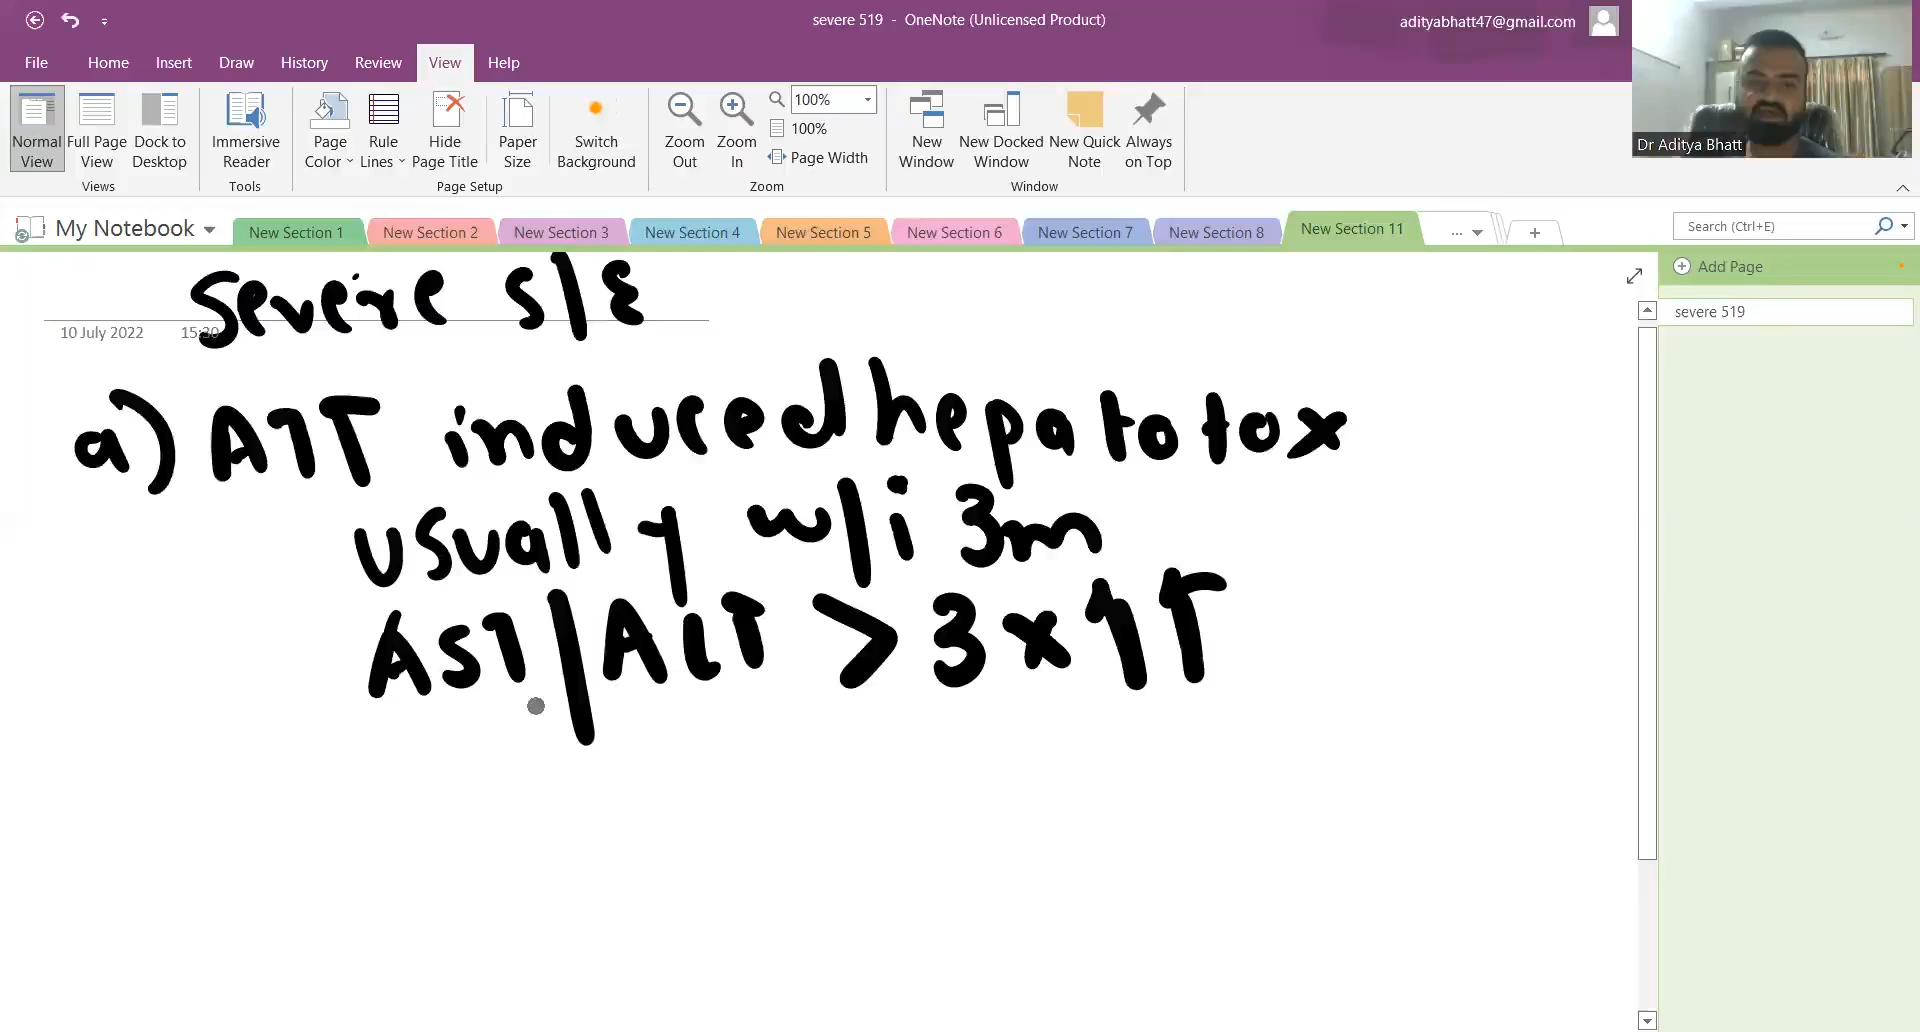 severe 519 - OneNote (Unlicensed Product)
adityabhatt47@gmail.com
File Home Insert Draw History Review View Help
Normal View
Full Page View
Dock to Desktop
Immersive Reader
Page Color
Rule Lines
Hide Page Title
Paper Size
Switch Background
Zoom Out
Zoom In
100%
100%
Page Width
New Window
New Docked Window
New Quick Note
Always on Top
Views Tools Page Setup Zoom Window
Dr Aditya Bhatt
My Notebook New Section 1 New Section 2 New Section 3 New Section 4 New Section 5 New Section 6 New Section 7 New Section 8 New Section 11 ... +
Search (Ctrl+E)
Add Page
severe 519
Severe S/E
10 July 2022 15:30
a) ATT induced hepatotox
usually w/i 3m
AST/ALT > 3x↑↑